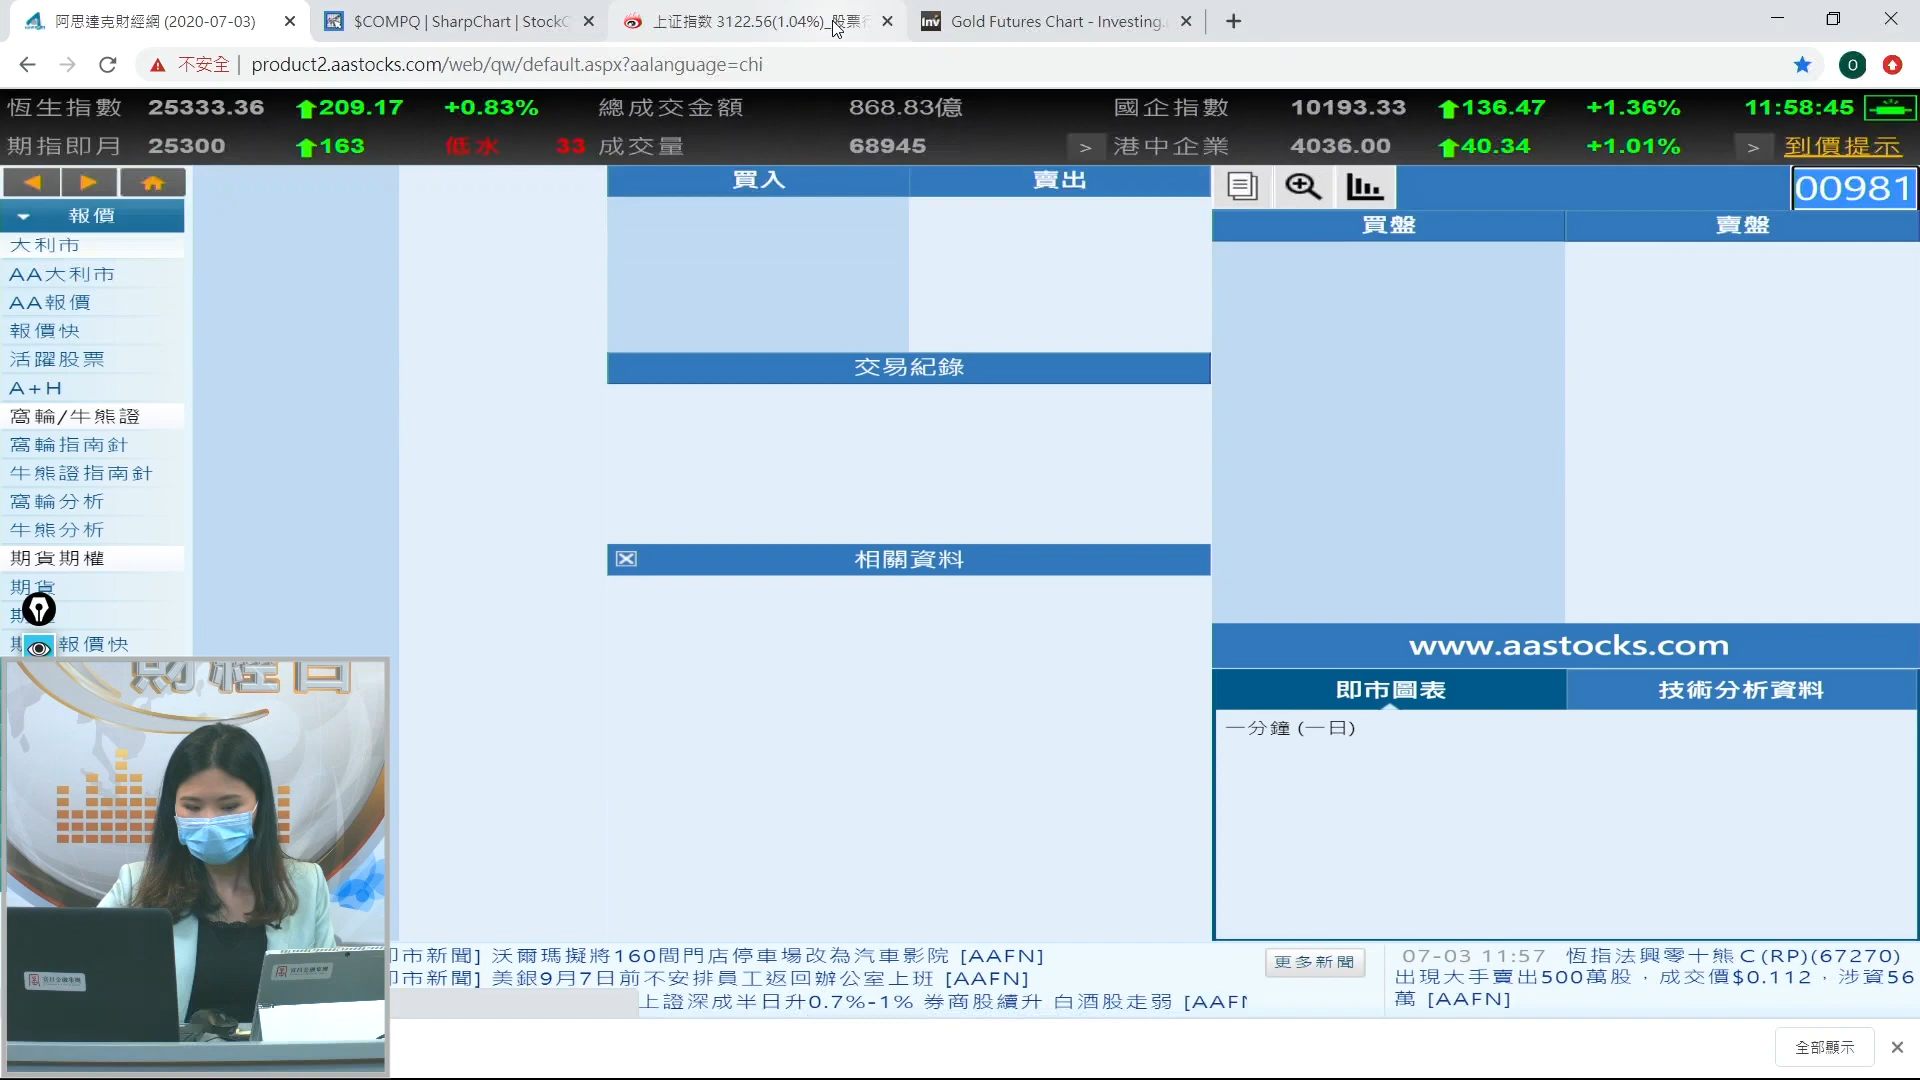 阿思達克財經網 (2020-07-03)
$COMPQ | SharpChart | StockC
上证指数 3122.56(1.04%)_股票行
Inv Gold Futures Chart - Investing.
不安全 | product2.aastocks.com/web/qw/default.aspx?aalanguage=chi
O
恆生指數 25333.36 209.17 +0.83% 總成交金額 868.83億 國企指數 10193.33 136.47 +1.36% 11:58:45
期指即月 25300 163 低水 33 成交量 68945 > 港中企業 4036.00 40.34 +1.01% > 到價提示
報價
大利市
AA大利市
AA報價
報價快
活躍股票
A+H
窩輪/牛熊證
窩輪指南針
牛熊證指南針
窩輪分析
牛熊分析
期貨期權
期貨
期
期 報價快
買入 賣出
交易紀錄
相關資料
00981
買盤 賣盤
www.aastocks.com
即市圖表 技術分析資料
一分鐘 (一日)
財經台
市新聞] 沃爾瑪擬將160間門店停車場改為汽車影院 [AAFN]
市新聞] 美銀9月7日前不安排員工返回辦公室上班 [AAFN]
上證深成半日升0.7%-1% 券商股續升 白酒股走弱 [AAFN
更多新聞
07-03 11:57 恆指法興零十熊C(RP)(67270)
出現大手賣出500萬股，成交價$0.112，涉資56
萬 [AAFN]
全部顯示